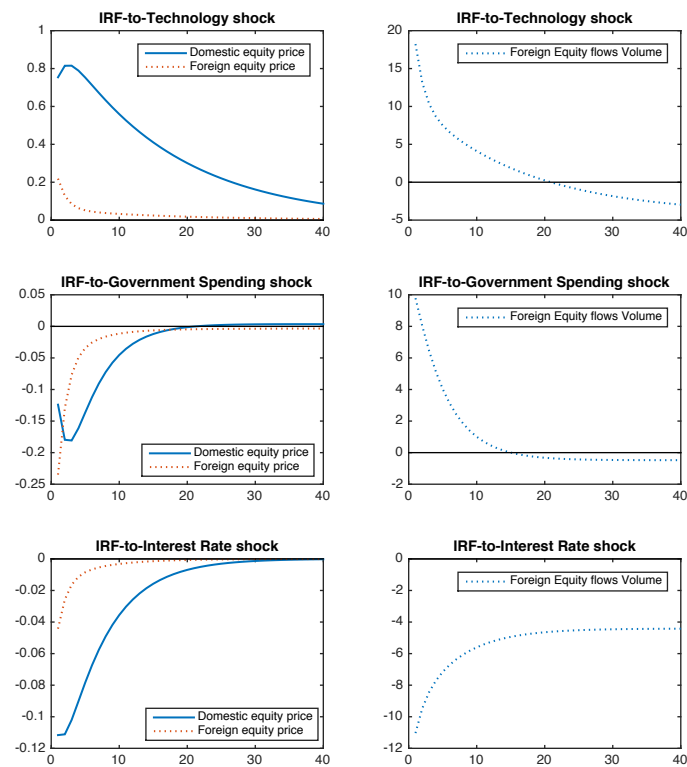 IRF-to-Technology shock
1
0.8
0.6
0.4
0.2
0
0 10 20 30 40
Domestic equity price
Foreign equity price
IRF-to-Technology shock
20
15
10
5
0
-5
0 10 20 30 40
Foreign Equity flows Volume
IRF-to-Government Spending shock
0.05
0
-0.05
-0.1
-0.15
-0.2
-0.25
0 10 20 30 40
Domestic equity price
Foreign equity price
IRF-to-Government Spending shock
10
8
6
4
2
0
-2
0 10 20 30 40
Foreign Equity flows Volume
IRF-to-Interest Rate shock
0
-0.02
-0.04
-0.06
-0.08
-0.1
-0.12
0 10 20 30 40
Domestic equity price
Foreign equity price
IRF-to-Interest Rate shock
0
-2
-4
-6
-8
-10
-12
0 10 20 30 40
Foreign Equity flows Volume